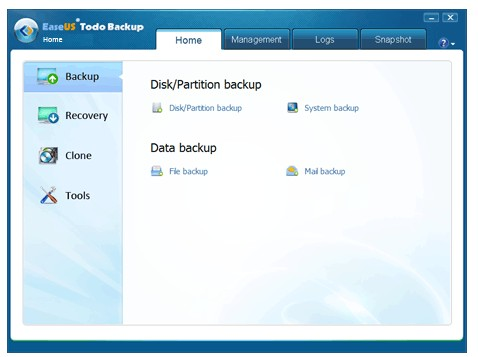 EaseUS® Todo Backup
Home
Home Management Logs Snapshot
?
Backup
Disk/Partition backup
Disk/Partition backup System backup
Recovery
Data backup
Clone
File backup Mail backup
Tools